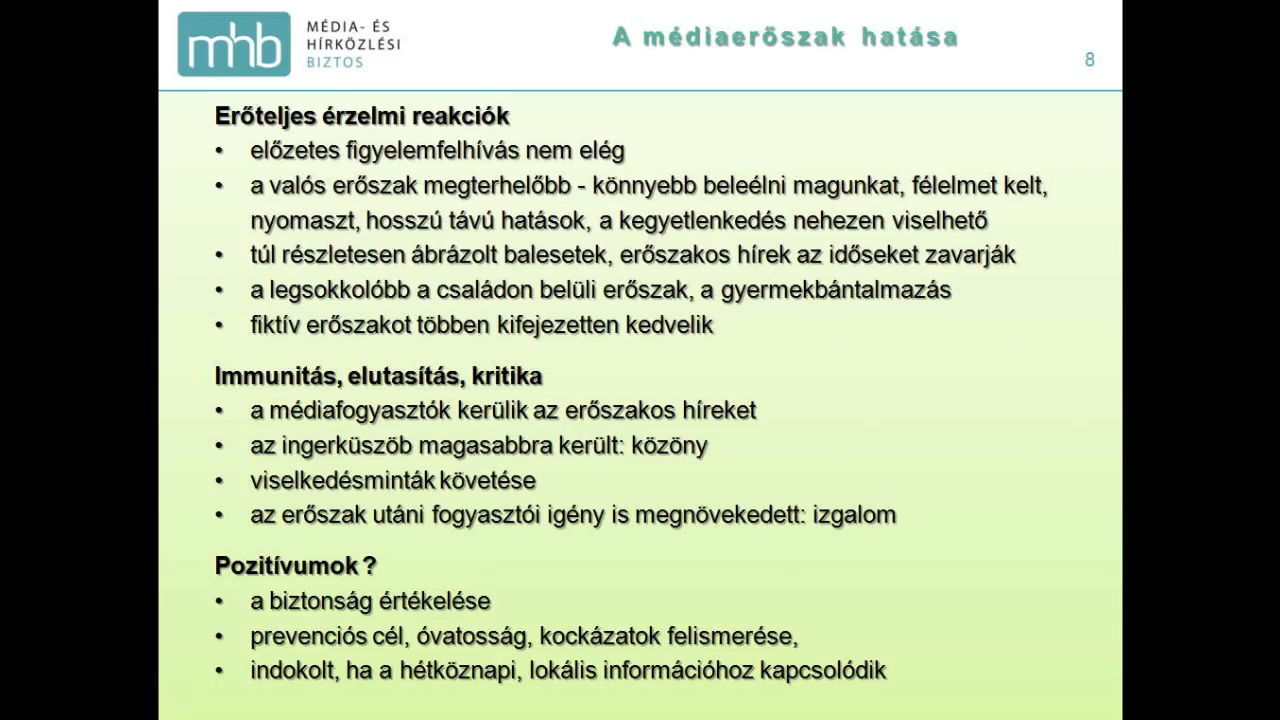 mhb
MÉDIA- ÉS
HÍRKÖZLÉSI
BIZTOS
A médiaerőszak hatása
8
Erőteljes érzelmi reakciók
• előzetes figyelemfelhívás nem elég
• a valós erőszak megterhelőbb - könnyebb beleélni magunkat, félelmet kelt,
nyomaszt, hosszú távú hatások, a kegyetlenkedés nehezen viselhető
• túl részletesen ábrázolt balesetek, erőszakos hírek az időseket zavarják
• a legsokkolóbb a családon belüli erőszak, a gyermekbántalmazás
• fiktív erőszakot többen kifejezetten kedvelik
Immunitás, elutasítás, kritika
• a médiafogyasztók kerülik az erőszakos híreket
• az ingerküszöb magasabbra került: közöny
• viselkedésminták követése
• az erőszak utáni fogyasztói igény is megnövekedett: izgalom
Pozitívumok ?
• a biztonság értékelése
• prevenciós cél, óvatosság, kockázatok felismerése,
• indokolt, ha a hétköznapi, lokális információhoz kapcsolódik